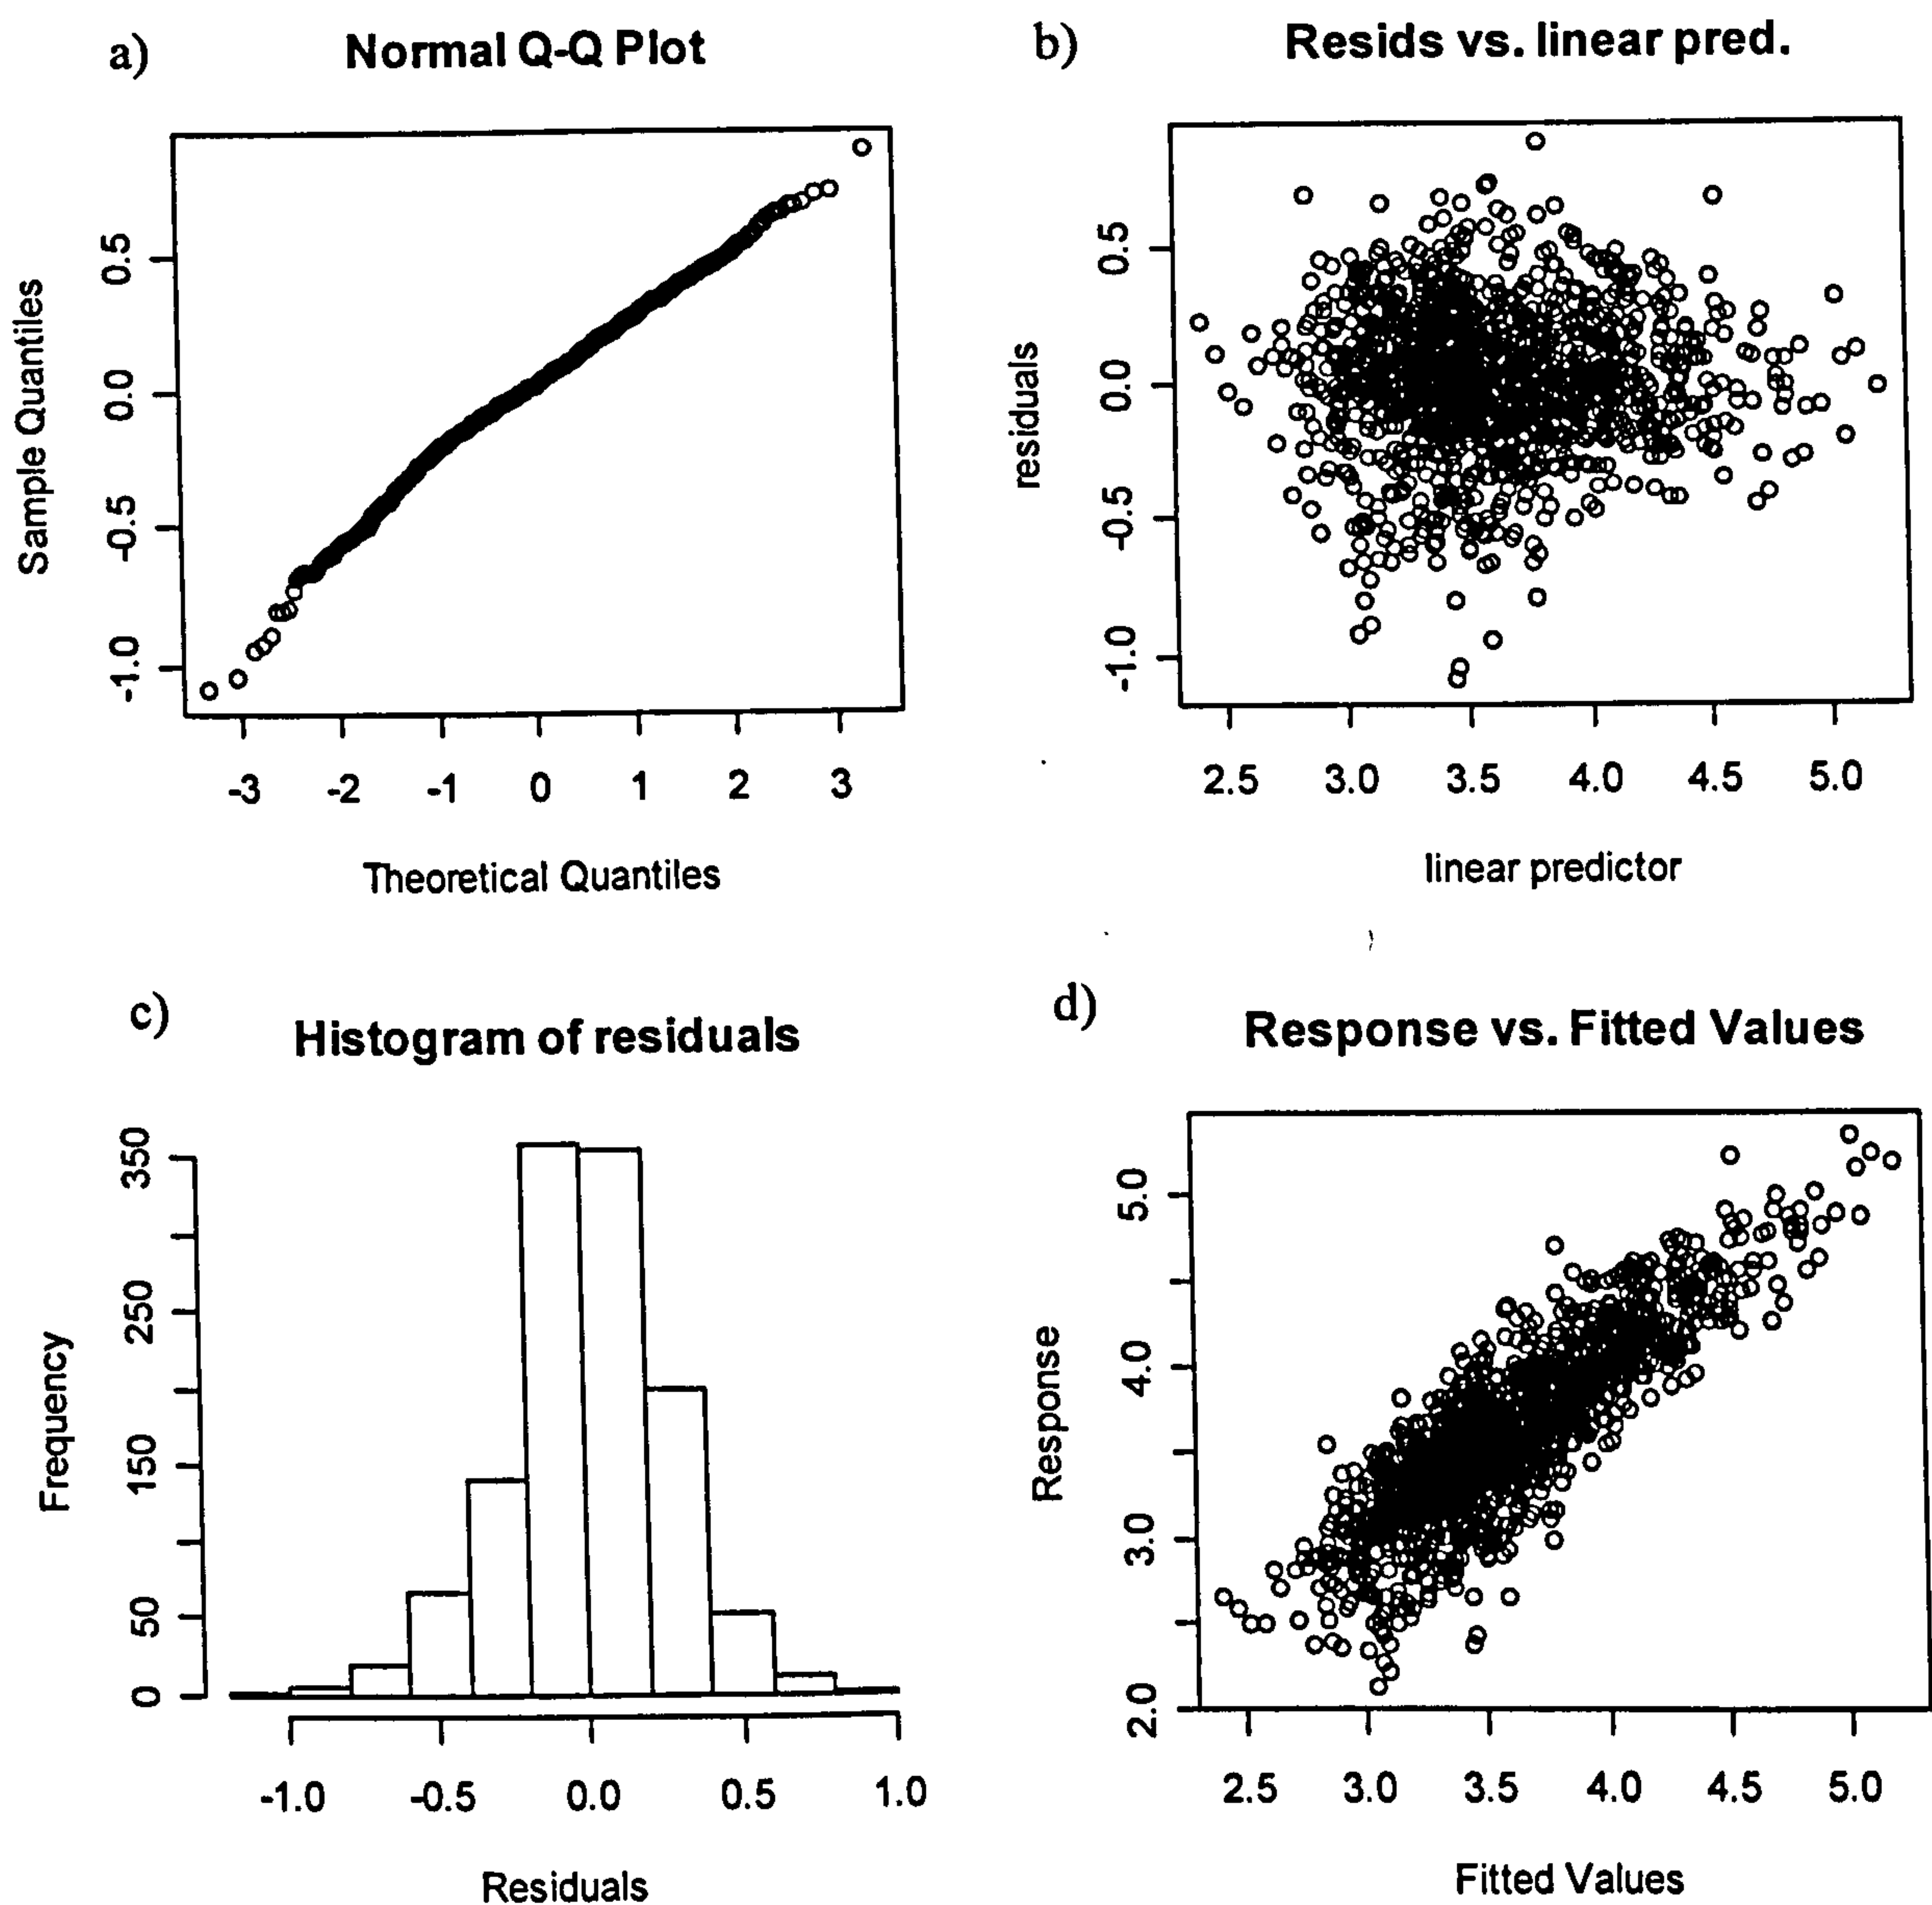 a)
Normal Q-Q Plot
Sample Quantiles
0.5
0.0
-0.5
-1.0
-3 -2 -1 0 1 2 3
Theoretical Quantiles
b)
Resids vs. linear pred.
residuals
0.5
0.0
-0.5
-1.0
2.5 3.0 3.5 4.0 4.5 5.0
linear predictor
c)
Histogram of residuals
Frequency
350
250
150
50
0
-1.0 -0.5 0.0 0.5 1.0
Residuals
d)
Response vs. Fitted Values
Response
5.0
4.0
3.0
2.0
2.5 3.0 3.5 4.0 4.5 5.0
Fitted Values